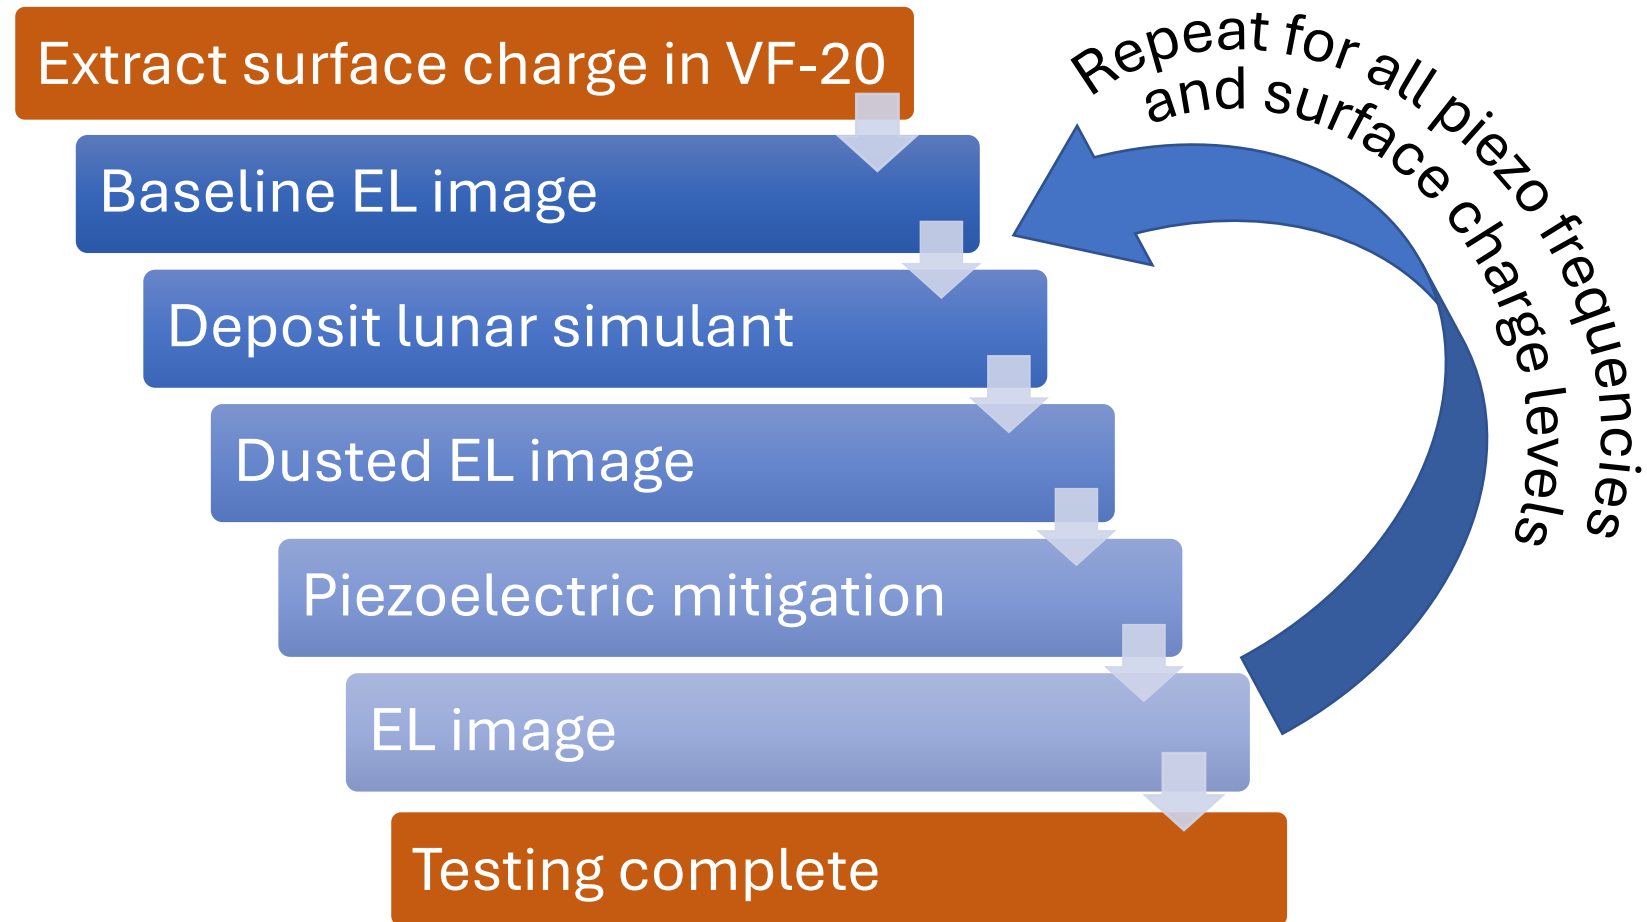 Extract surface charge in VF-20
Baseline EL image
Deposit lunar simulant
Dusted EL image
Piezoelectric mitigation
EL image
Testing complete
Repeat for all piezo frequencies
and surface charge levels